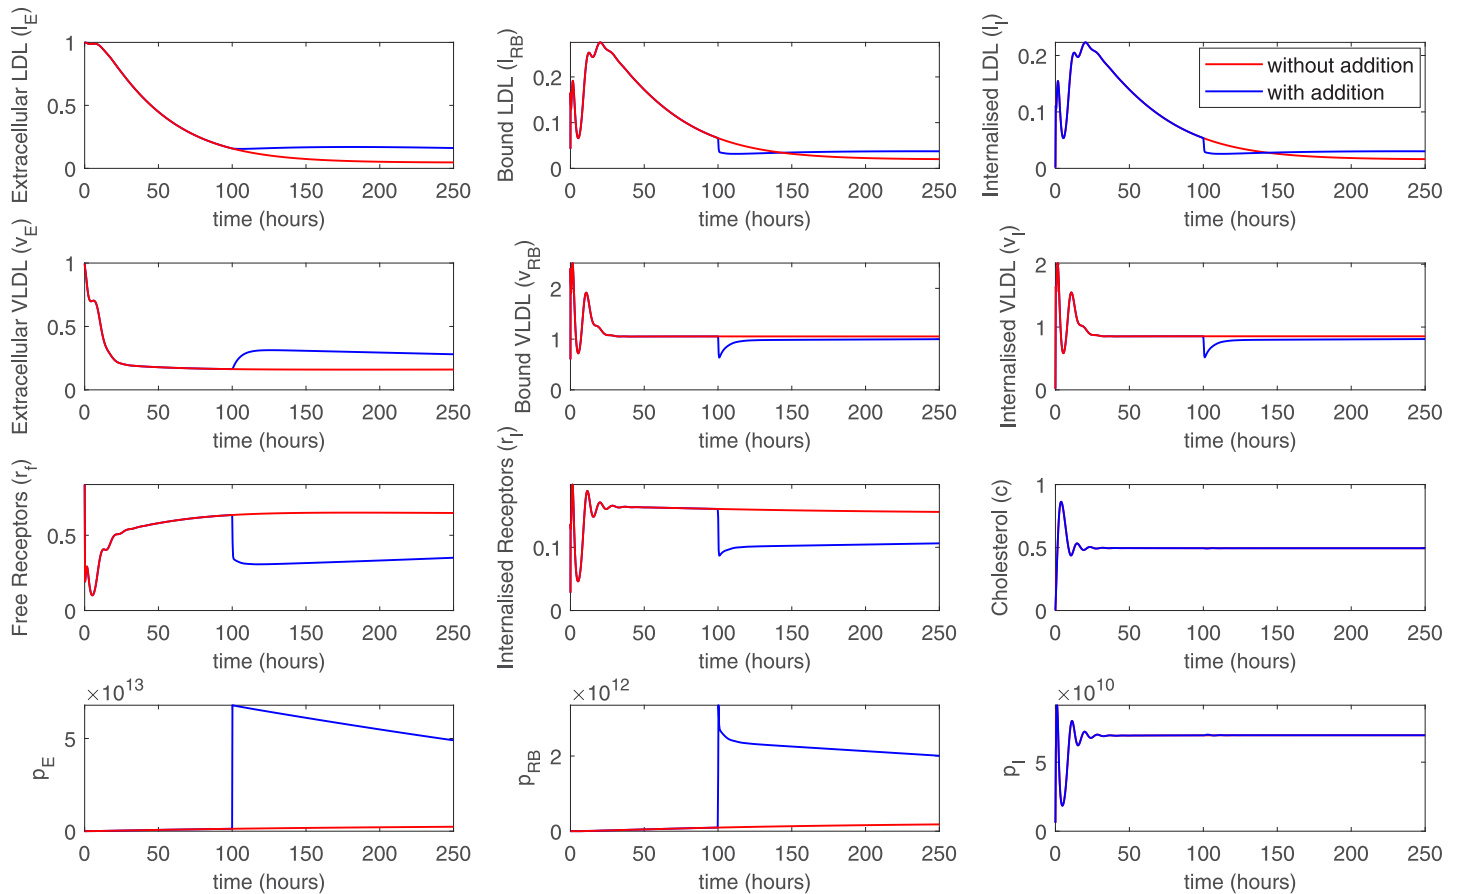 Extracellular LDL (l_E)
1
0.5
0
0 50 100 150 200 250
time (hours)
Bound LDL (l_RB)
0.2
0.1
0
0 50 100 150 200 250
time (hours)
Internalised LDL (l_I)
0.2
0.1
0
0 50 100 150 200 250
time (hours)
without addition
with addition
Extracellular VLDL (v_E)
1
0.5
0
0 50 100 150 200 250
time (hours)
Bound VLDL (v_RB)
2
1
0
0 50 100 150 200 250
time (hours)
Internalised VLDL (v_I)
2
1
0
0 50 100 150 200 250
time (hours)
Free Receptors (r_f)
0.5
0
0 50 100 150 200 250
time (hours)
Internalised Receptors (r_I)
0.1
0
0 50 100 150 200 250
time (hours)
Cholesterol (c)
1
0.5
0
0 50 100 150 200 250
time (hours)
×10^13
p_E
5
0
0 50 100 150 200 250
time (hours)
×10^12
p_RB
2
0
0 50 100 150 200 250
time (hours)
×10^10
p_I
5
0
0 50 100 150 200 250
time (hours)